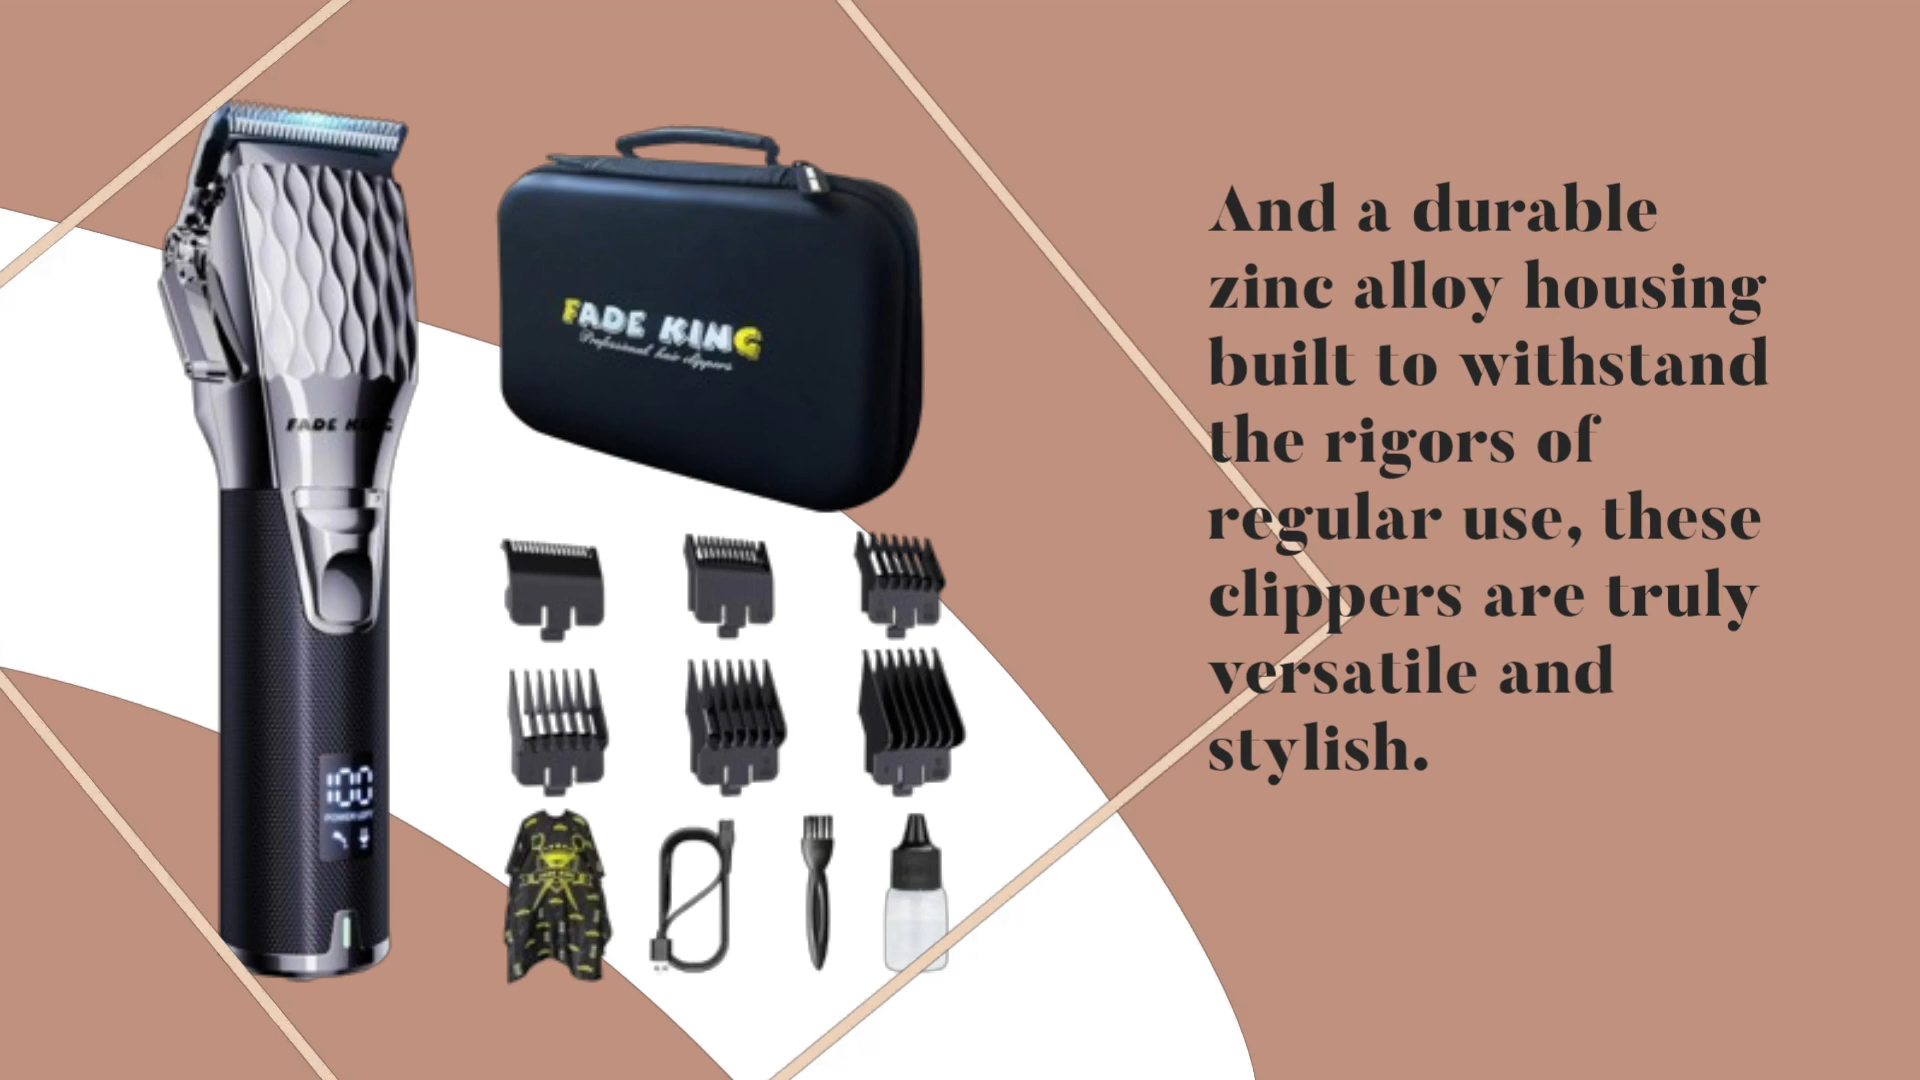 FADE KING
Professional hair clippers
FADE KING
100
And a durable
zinc alloy housing
built to withstand
the rigors of
regular use, these
clippers are truly
versatile and
stylish.